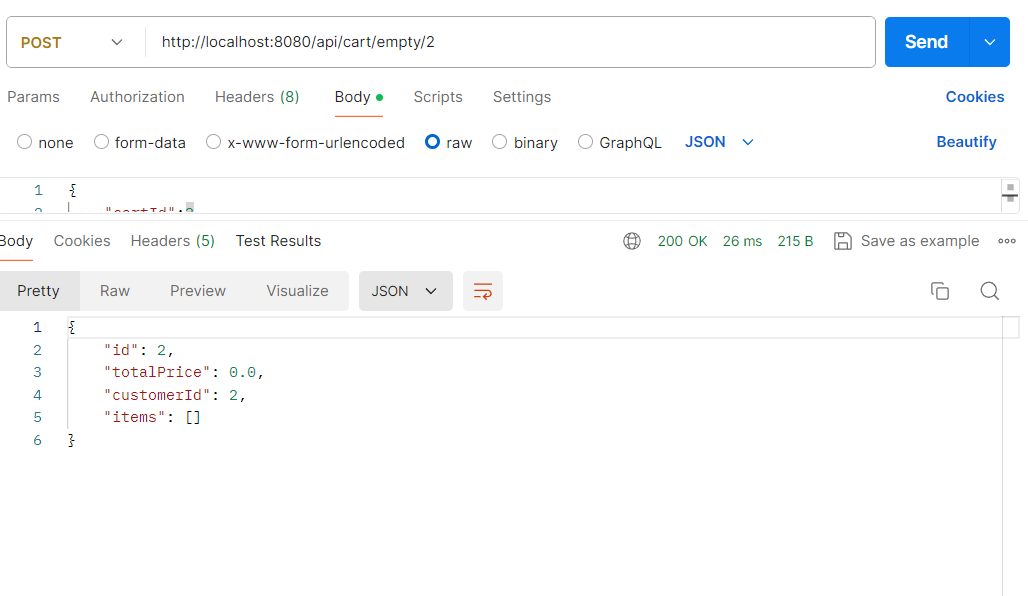 POST http://localhost:8080/api/cart/empty/2 Send
Params Authorization Headers (8) Body Scripts Settings Cookies
none form-data x-www-form-urlencoded raw binary GraphQL JSON Beautify
1 {
2 "cartId":2
Body Cookies Headers (5) Test Results 200 OK 26 ms 215 B Save as example
Pretty Raw Preview Visualize JSON
1 {
2 "id": 2,
3 "totalPrice": 0.0,
4 "customerId": 2,
5 "items": []
6 }